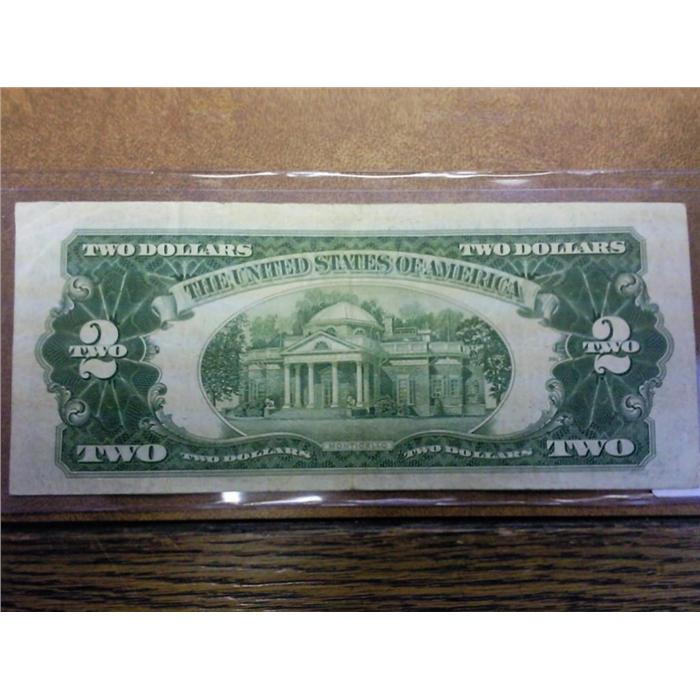 TWO DOLLARS TWO DOLLARS
THE UNITED STATES OF AMERICA
2 2
TWO TWO
MONTICELLO
TWO TWO DOLLARS TWO DOLLARS TWO